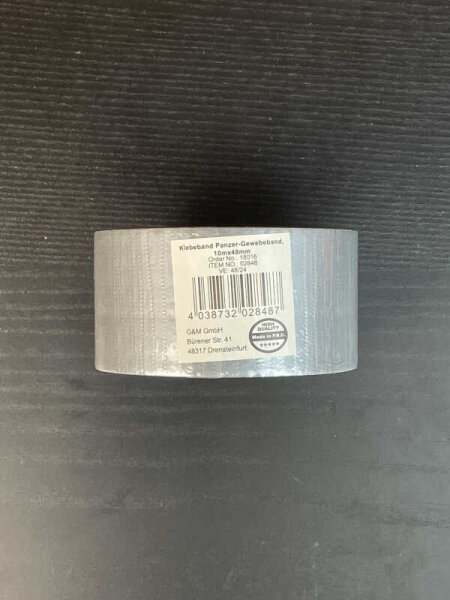 Klebeband Panzer-Gewebeband,
10mx48mm
Order No.: 18016
ITEM NO.: 02848
VE: 48/24
4 038732 028487
G&M GmbH
Bürener Str. 41
48317 Drensteinfurt
HIGH
QUALITY
Made in P.R.C.